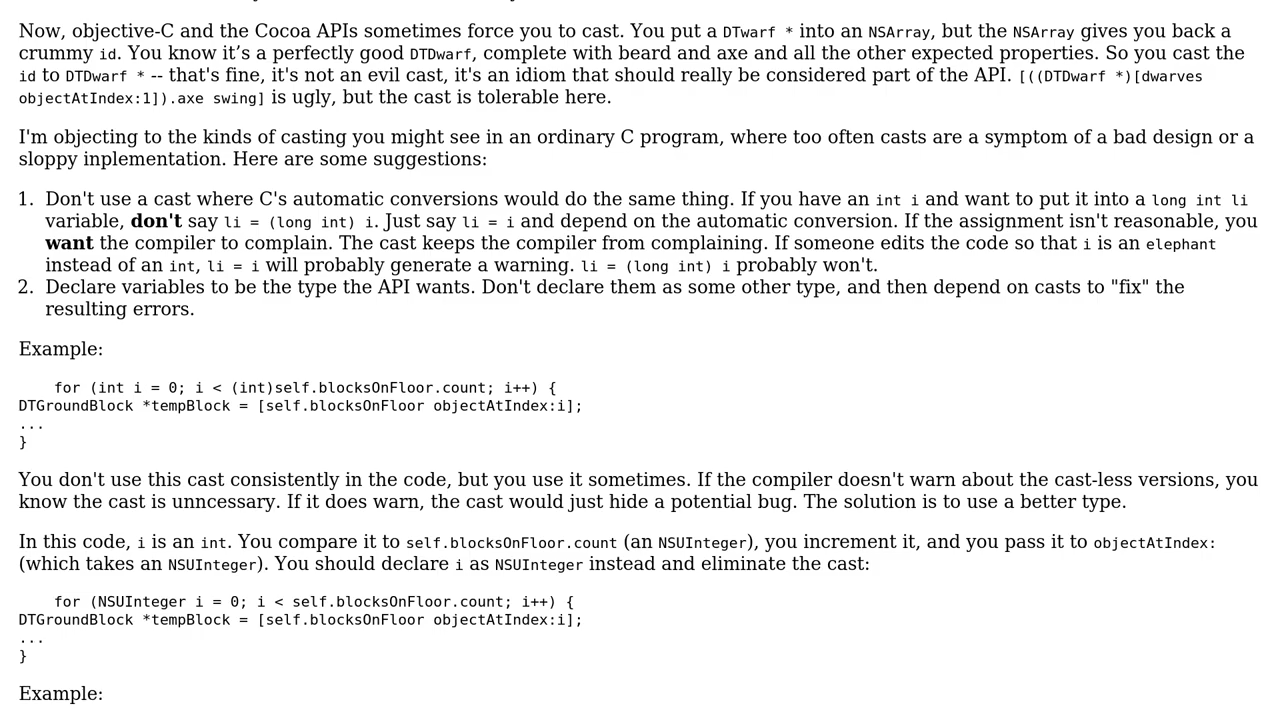 Now, objective-C and the Cocoa APIs sometimes force you to cast. You put a DTwarf * into an NSArray, but the NSArray gives you back a
crummy id. You know it’s a perfectly good DTDwarf, complete with beard and axe and all the other expected properties. So you cast the
id to DTDwarf * -- that's fine, it's not an evil cast, it's an idiom that should really be considered part of the API. [((DTDwarf *)[dwarves
objectAtIndex:1]).axe swing] is ugly, but the cast is tolerable here.
I'm objecting to the kinds of casting you might see in an ordinary C program, where too often casts are a symptom of a bad design or a
sloppy inplementation. Here are some suggestions:
1. Don't use a cast where C's automatic conversions would do the same thing. If you have an int i and want to put it into a long int li
variable, don't say li = (long int) i. Just say li = i and depend on the automatic conversion. If the assignment isn't reasonable, you
want the compiler to complain. The cast keeps the compiler from complaining. If someone edits the code so that i is an elephant
instead of an int, li = i will probably generate a warning. li = (long int) i probably won't.
2. Declare variables to be the type the API wants. Don't declare them as some other type, and then depend on casts to "fix" the
resulting errors.
Example:
for (int i = 0; i < (int)self.blocksOnFloor.count; i++) {
DTGroundBlock *tempBlock = [self.blocksOnFloor objectAtIndex:i];
...
}
You don't use this cast consistently in the code, but you use it sometimes. If the compiler doesn't warn about the cast-less versions, you
know the cast is unncessary. If it does warn, the cast would just hide a potential bug. The solution is to use a better type.
In this code, i is an int. You compare it to self.blocksOnFloor.count (an NSUInteger), you increment it, and you pass it to objectAtIndex:
(which takes an NSUInteger). You should declare i as NSUInteger instead and eliminate the cast:
for (NSUInteger i = 0; i < self.blocksOnFloor.count; i++) {
DTGroundBlock *tempBlock = [self.blocksOnFloor objectAtIndex:i];
...
}
Example: